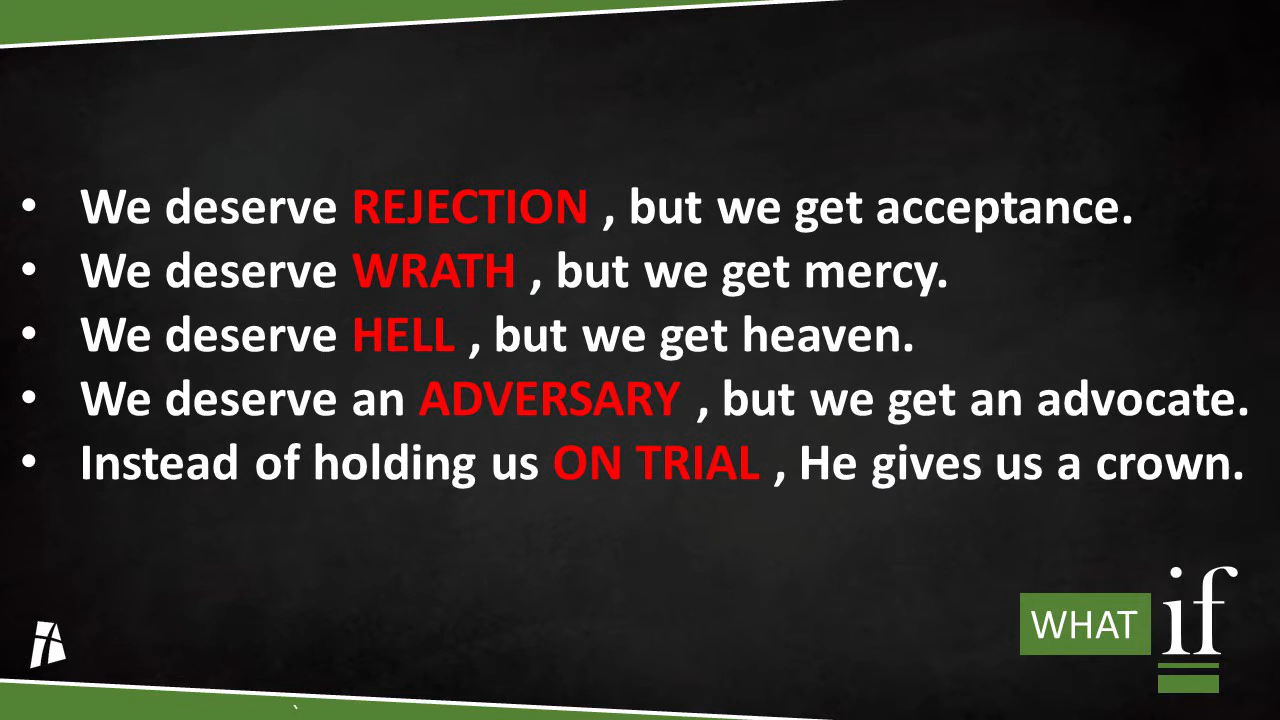 • We deserve REJECTION , but we get acceptance.
• We deserve WRATH , but we get mercy.
• We deserve HELL , but we get heaven.
• We deserve an ADVERSARY , but we get an advocate.
• Instead of holding us ON TRIAL , He gives us a crown.
WHAT if
`